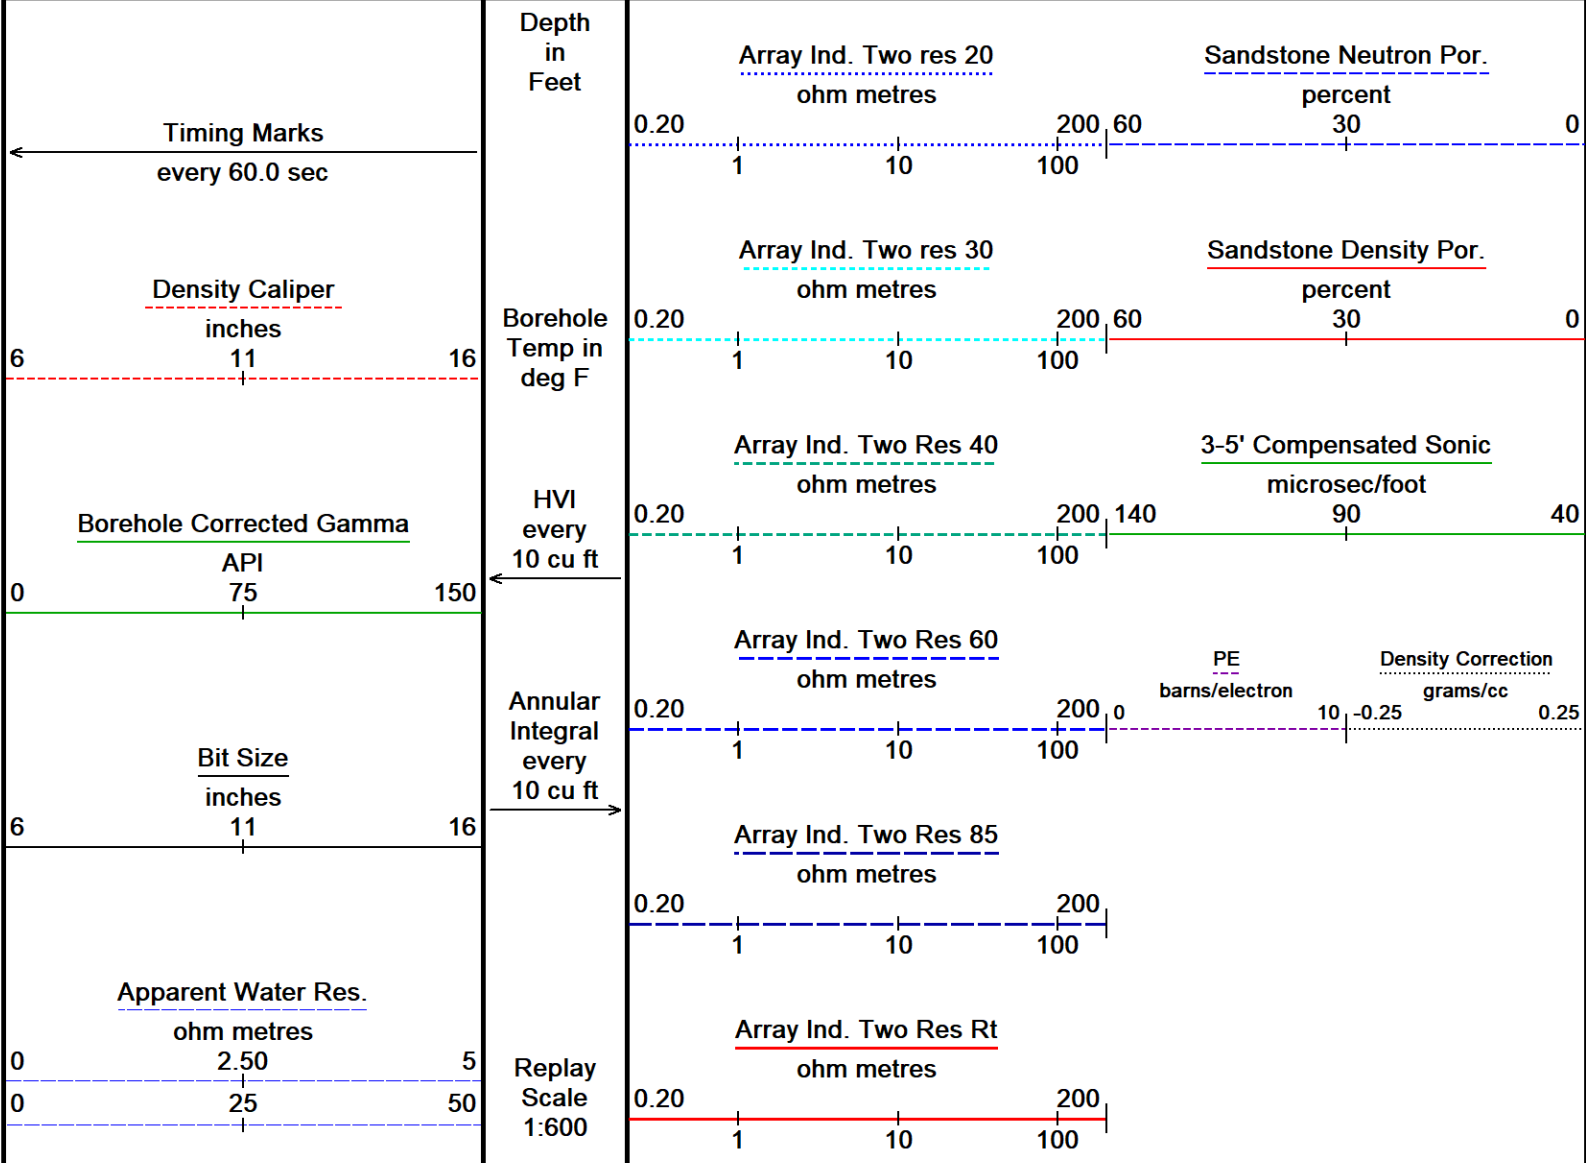 Timing Marks
every 60.0 sec
Density Caliper
inches
6 11 16
Borehole Corrected Gamma
API
0 75 150
Bit Size
inches
6 11 16
Apparent Water Res.
ohm metres
0 2.50 5
0 25 50
Depth
in
Feet
Borehole
Temp in
deg F
HVI
every
10 cu ft
Annular
Integral
every
10 cu ft
Replay
Scale
1:600
Array Ind. Two res 20
ohm metres
0.20 200
1 10 100
Array Ind. Two res 30
ohm metres
0.20 200
1 10 100
Array Ind. Two Res 40
ohm metres
0.20 200
1 10 100
Array Ind. Two Res 60
ohm metres
0.20 200
1 10 100
Array Ind. Two Res 85
ohm metres
0.20 200
1 10 100
Array Ind. Two Res Rt
ohm metres
0.20 200
1 10 100
Sandstone Neutron Por.
percent
60 30 0
Sandstone Density Por.
percent
60 30 0
3-5' Compensated Sonic
microsec/foot
140 90 40
PE
barns/electron
0 10
Density Correction
grams/cc
-0.25 0.25